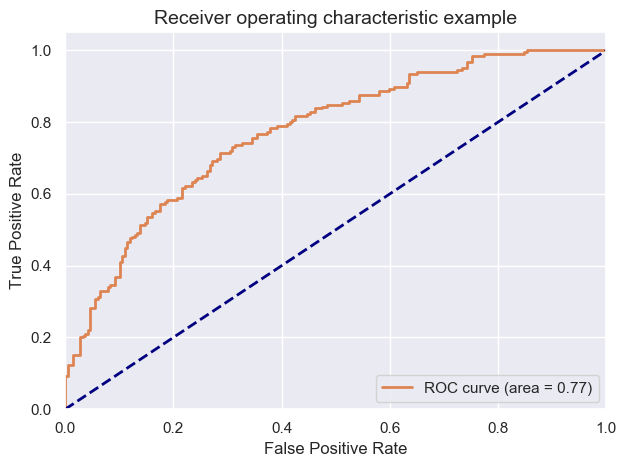 Receiver operating characteristic example
True Positive Rate
1.0
0.8
0.6
0.4
0.2
0.0
ROC curve (area = 0.77)
0.0 0.2 0.4 0.6 0.8 1.0
False Positive Rate